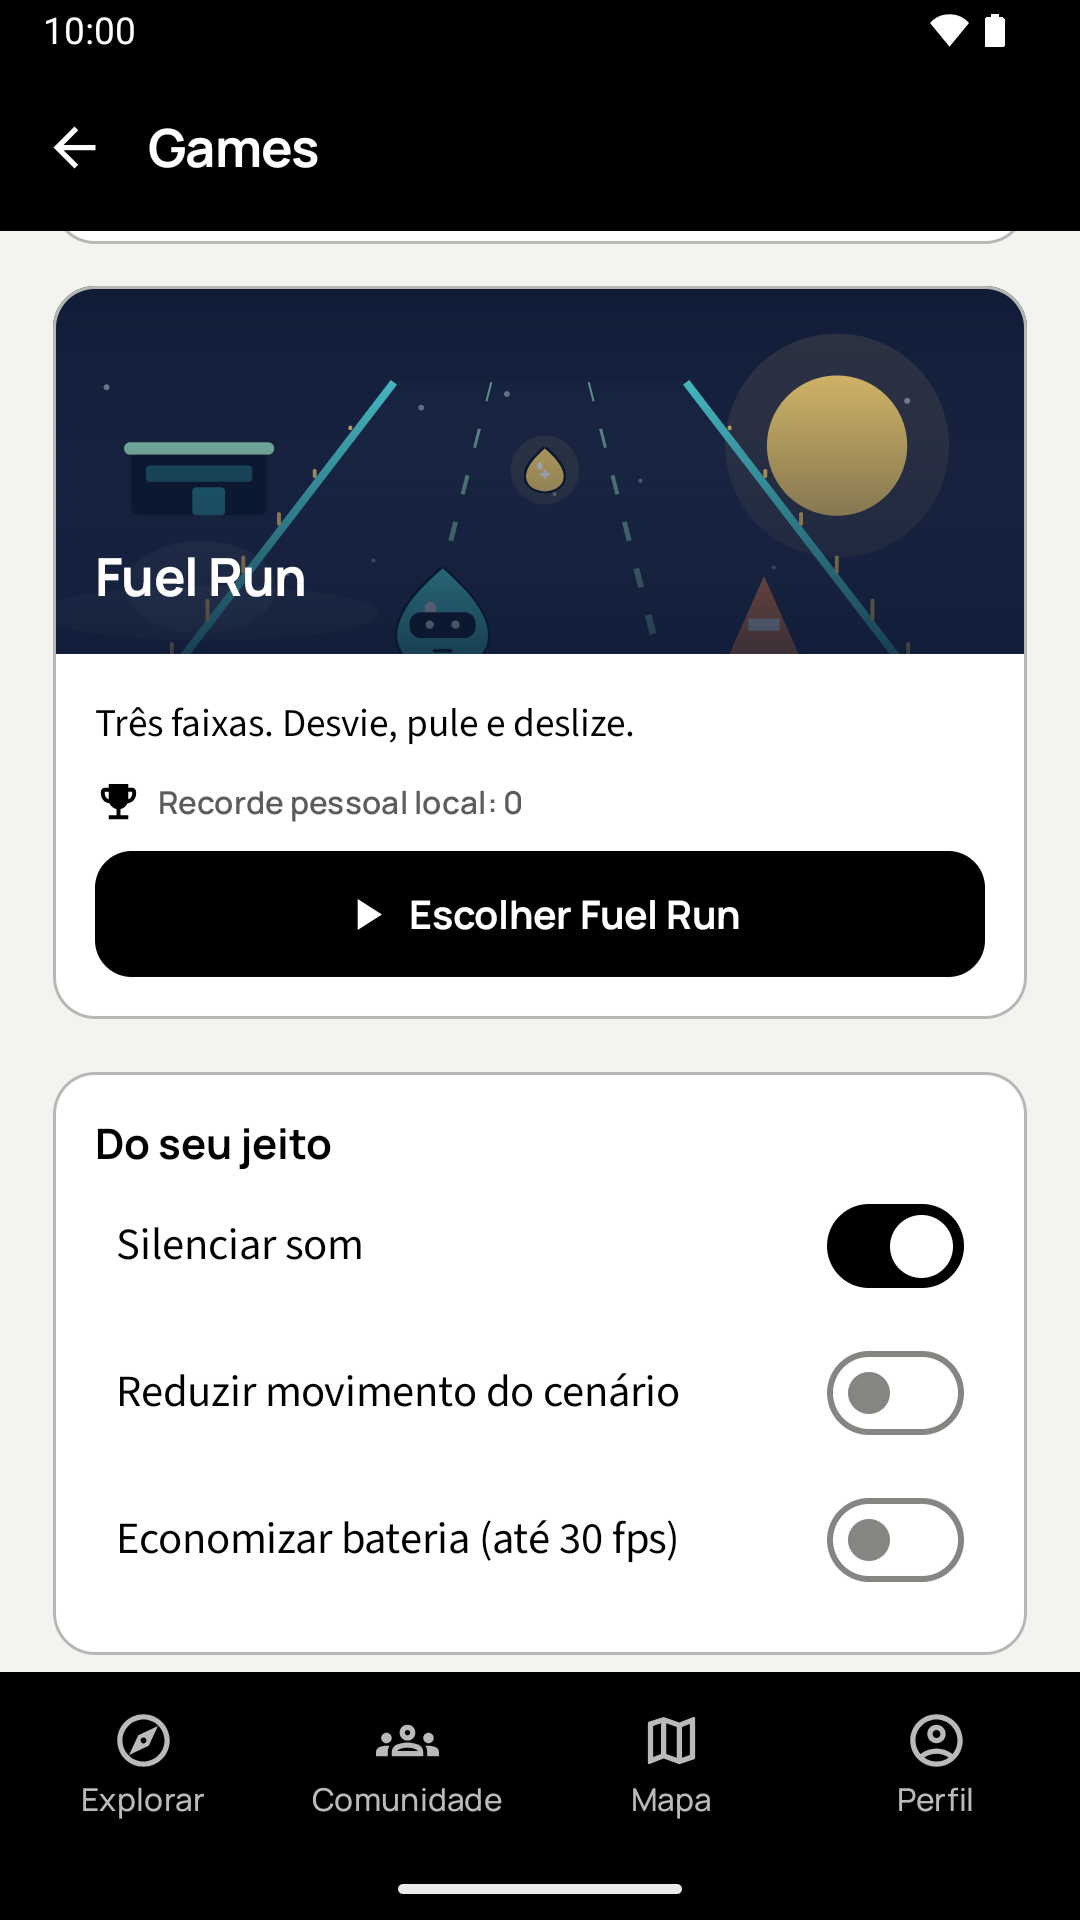 10:00
Games
Fuel Run
Três faixas. Desvie, pule e deslize.
Recorde pessoal local: 0
Escolher Fuel Run
Do seu jeito
Silenciar som
Reduzir movimento do cenário
Economizar bateria (até 30 fps)
Explorar
Comunidade
Mapa
Perfil